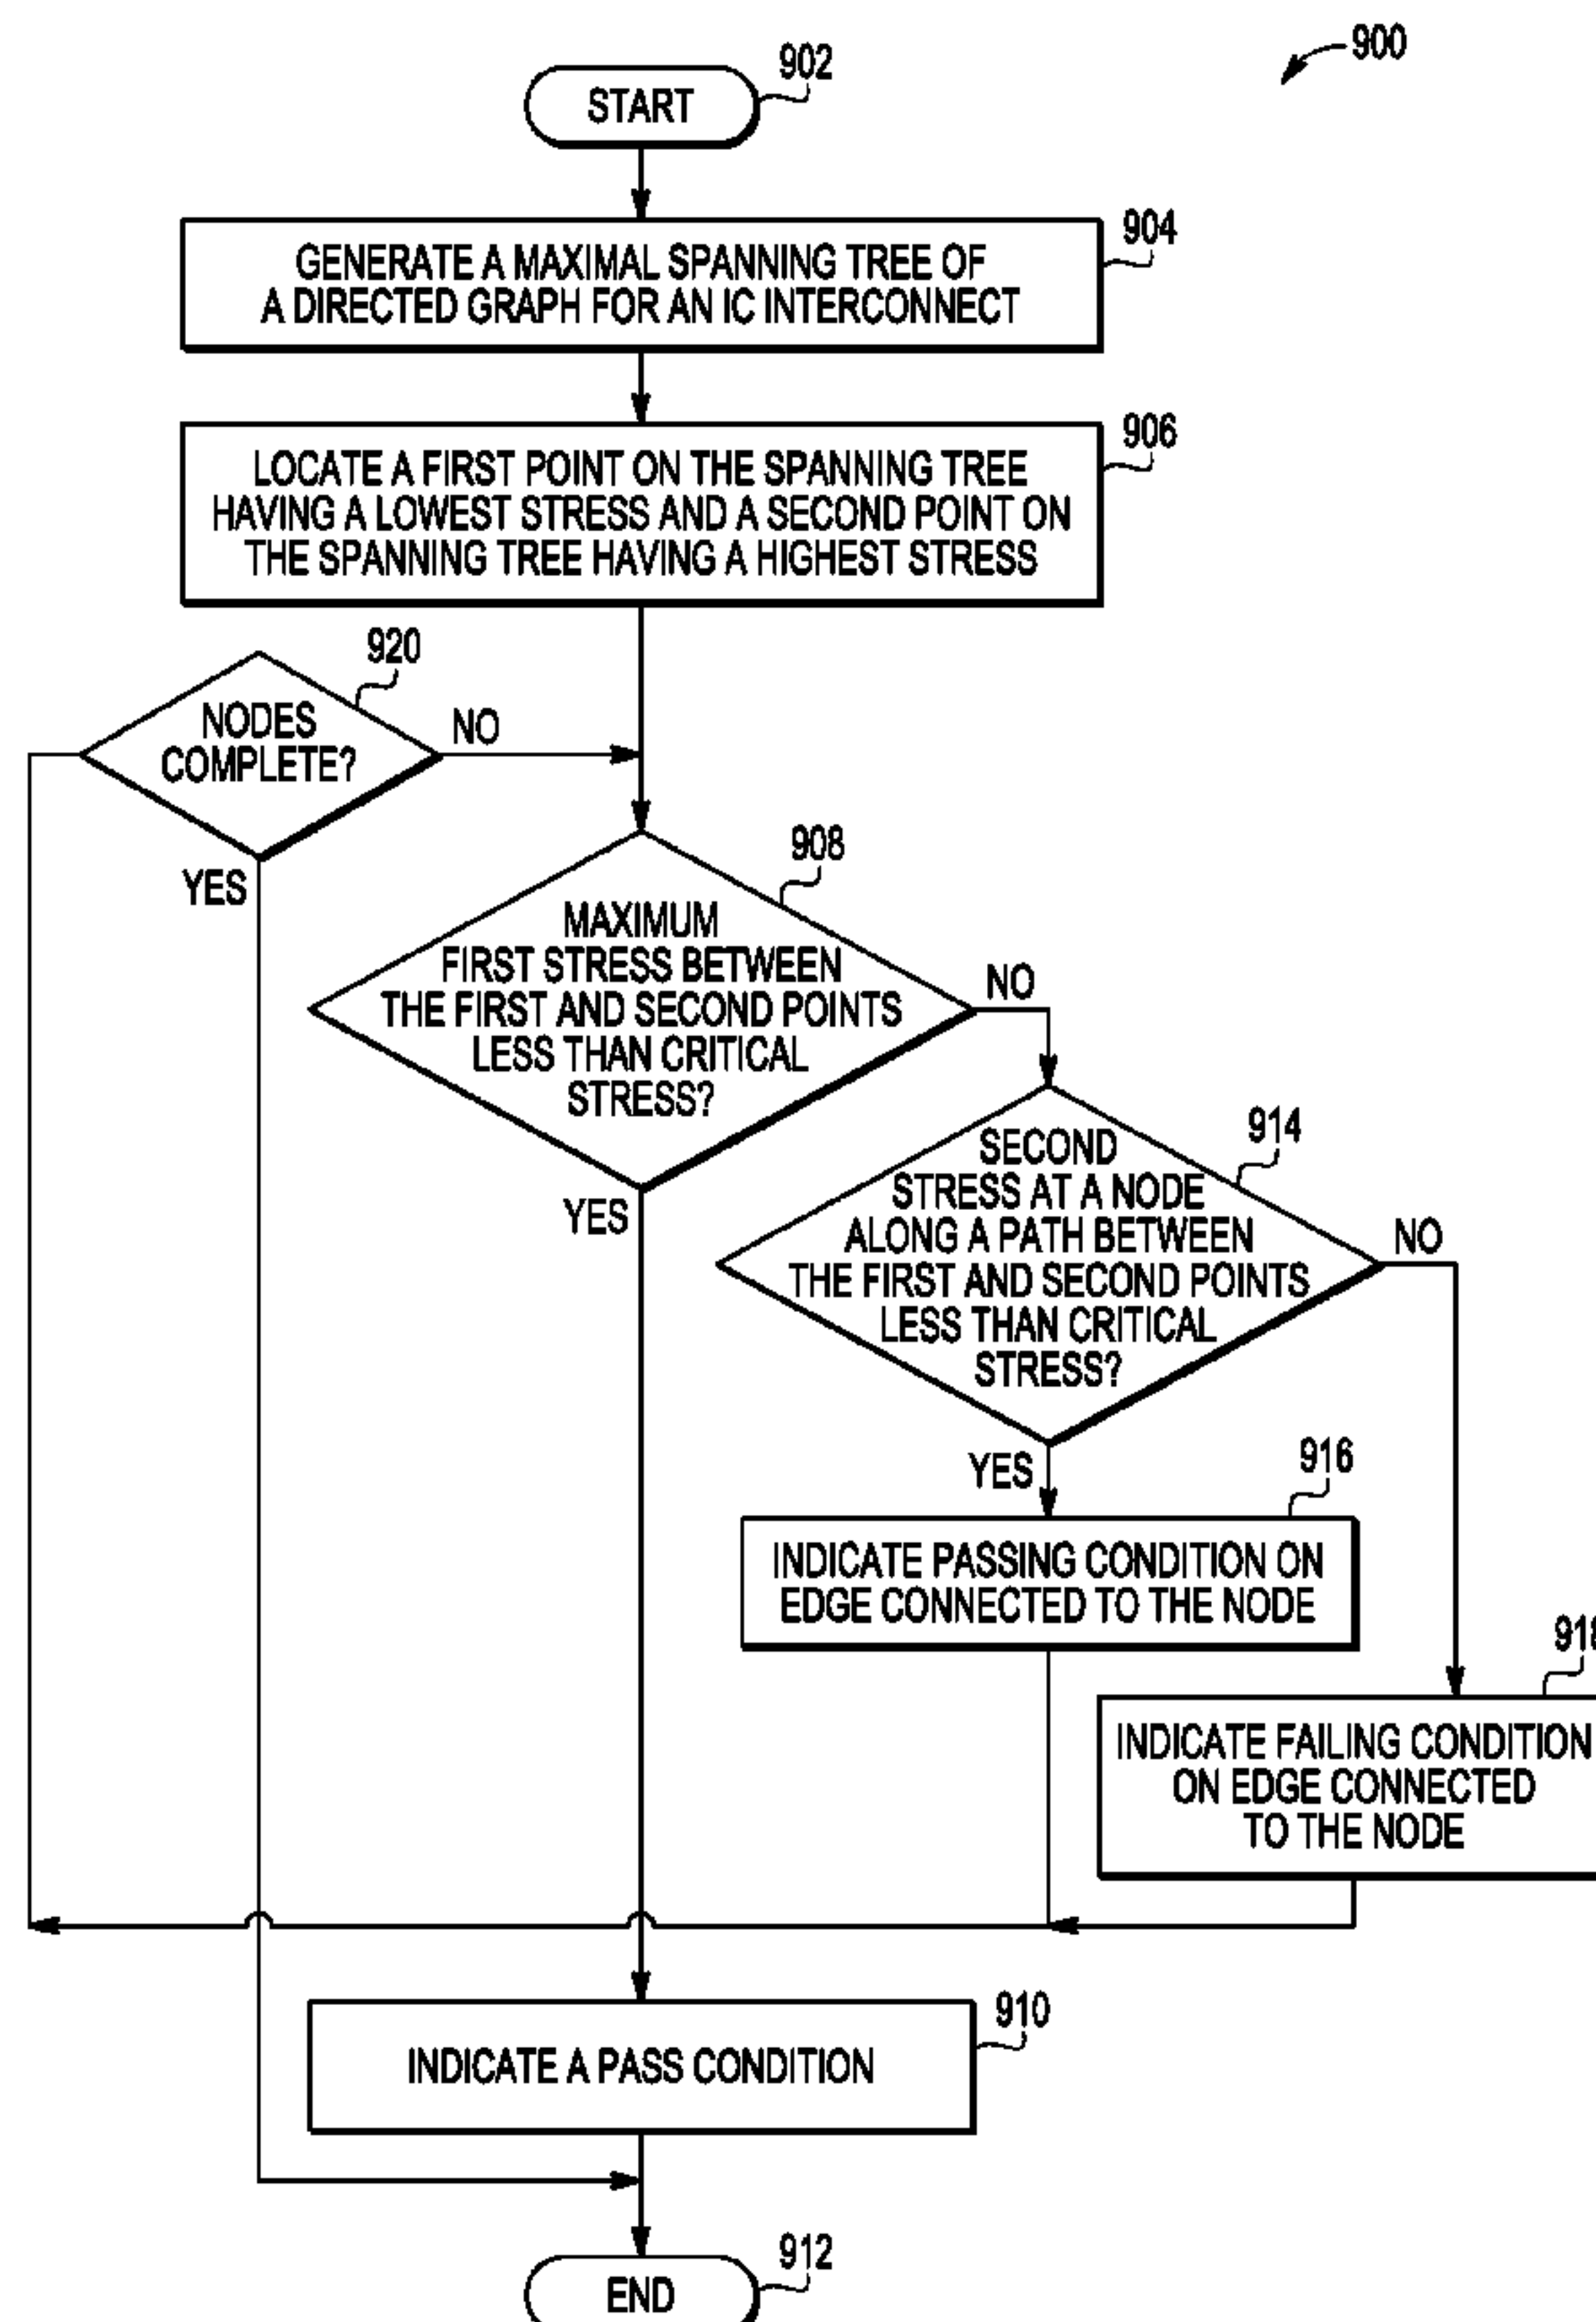 900
902
START
904
GENERATE A MAXIMAL SPANNING TREE OF
A DIRECTED GRAPH FOR AN IC INTERCONNECT
906
LOCATE A FIRST POINT ON THE SPANNING TREE
HAVING A LOWEST STRESS AND A SECOND POINT ON
THE SPANNING TREE HAVING A HIGHEST STRESS
920
NODES
COMPLETE?
NO
YES
908
MAXIMUM
FIRST STRESS BETWEEN
THE FIRST AND SECOND POINTS
LESS THAN CRITICAL
STRESS?
NO
YES
914
SECOND
STRESS AT A NODE
ALONG A PATH BETWEEN
THE FIRST AND SECOND POINTS
LESS THAN CRITICAL
STRESS?
NO
YES
916
INDICATE PASSING CONDITION ON
EDGE CONNECTED TO THE NODE
918
INDICATE FAILING CONDITION
ON EDGE CONNECTED
TO THE NODE
910
INDICATE A PASS CONDITION
912
END